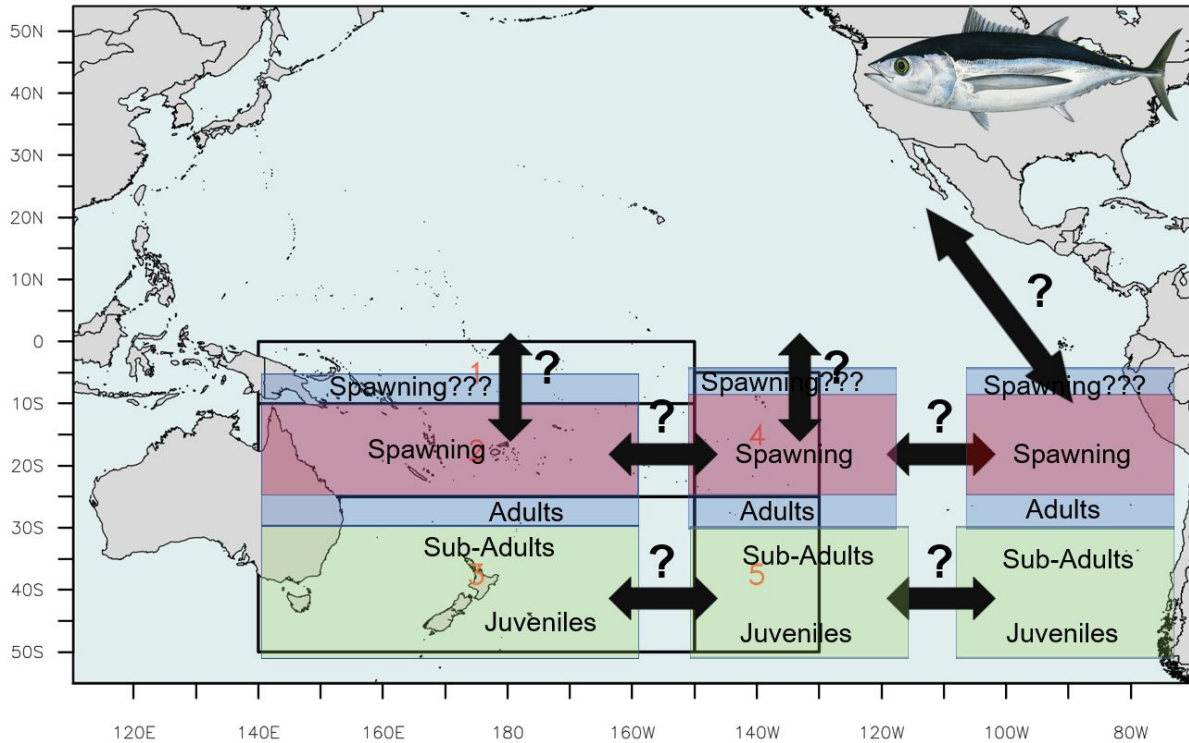 50N
40N
30N
20N
10N
0
10S
20S
30S
40S
50S
?
? ?
1
Spawning??? Spawning??? Spawning???
? ?
2 4
Spawning Spawning Spawning
Adults Adults Adults
? ?
Sub-Adults Sub-Adults Sub-Adults
3 5
Juveniles Juveniles Juveniles
120E 140E 160E 180 160W 140W 120W 100W 80W